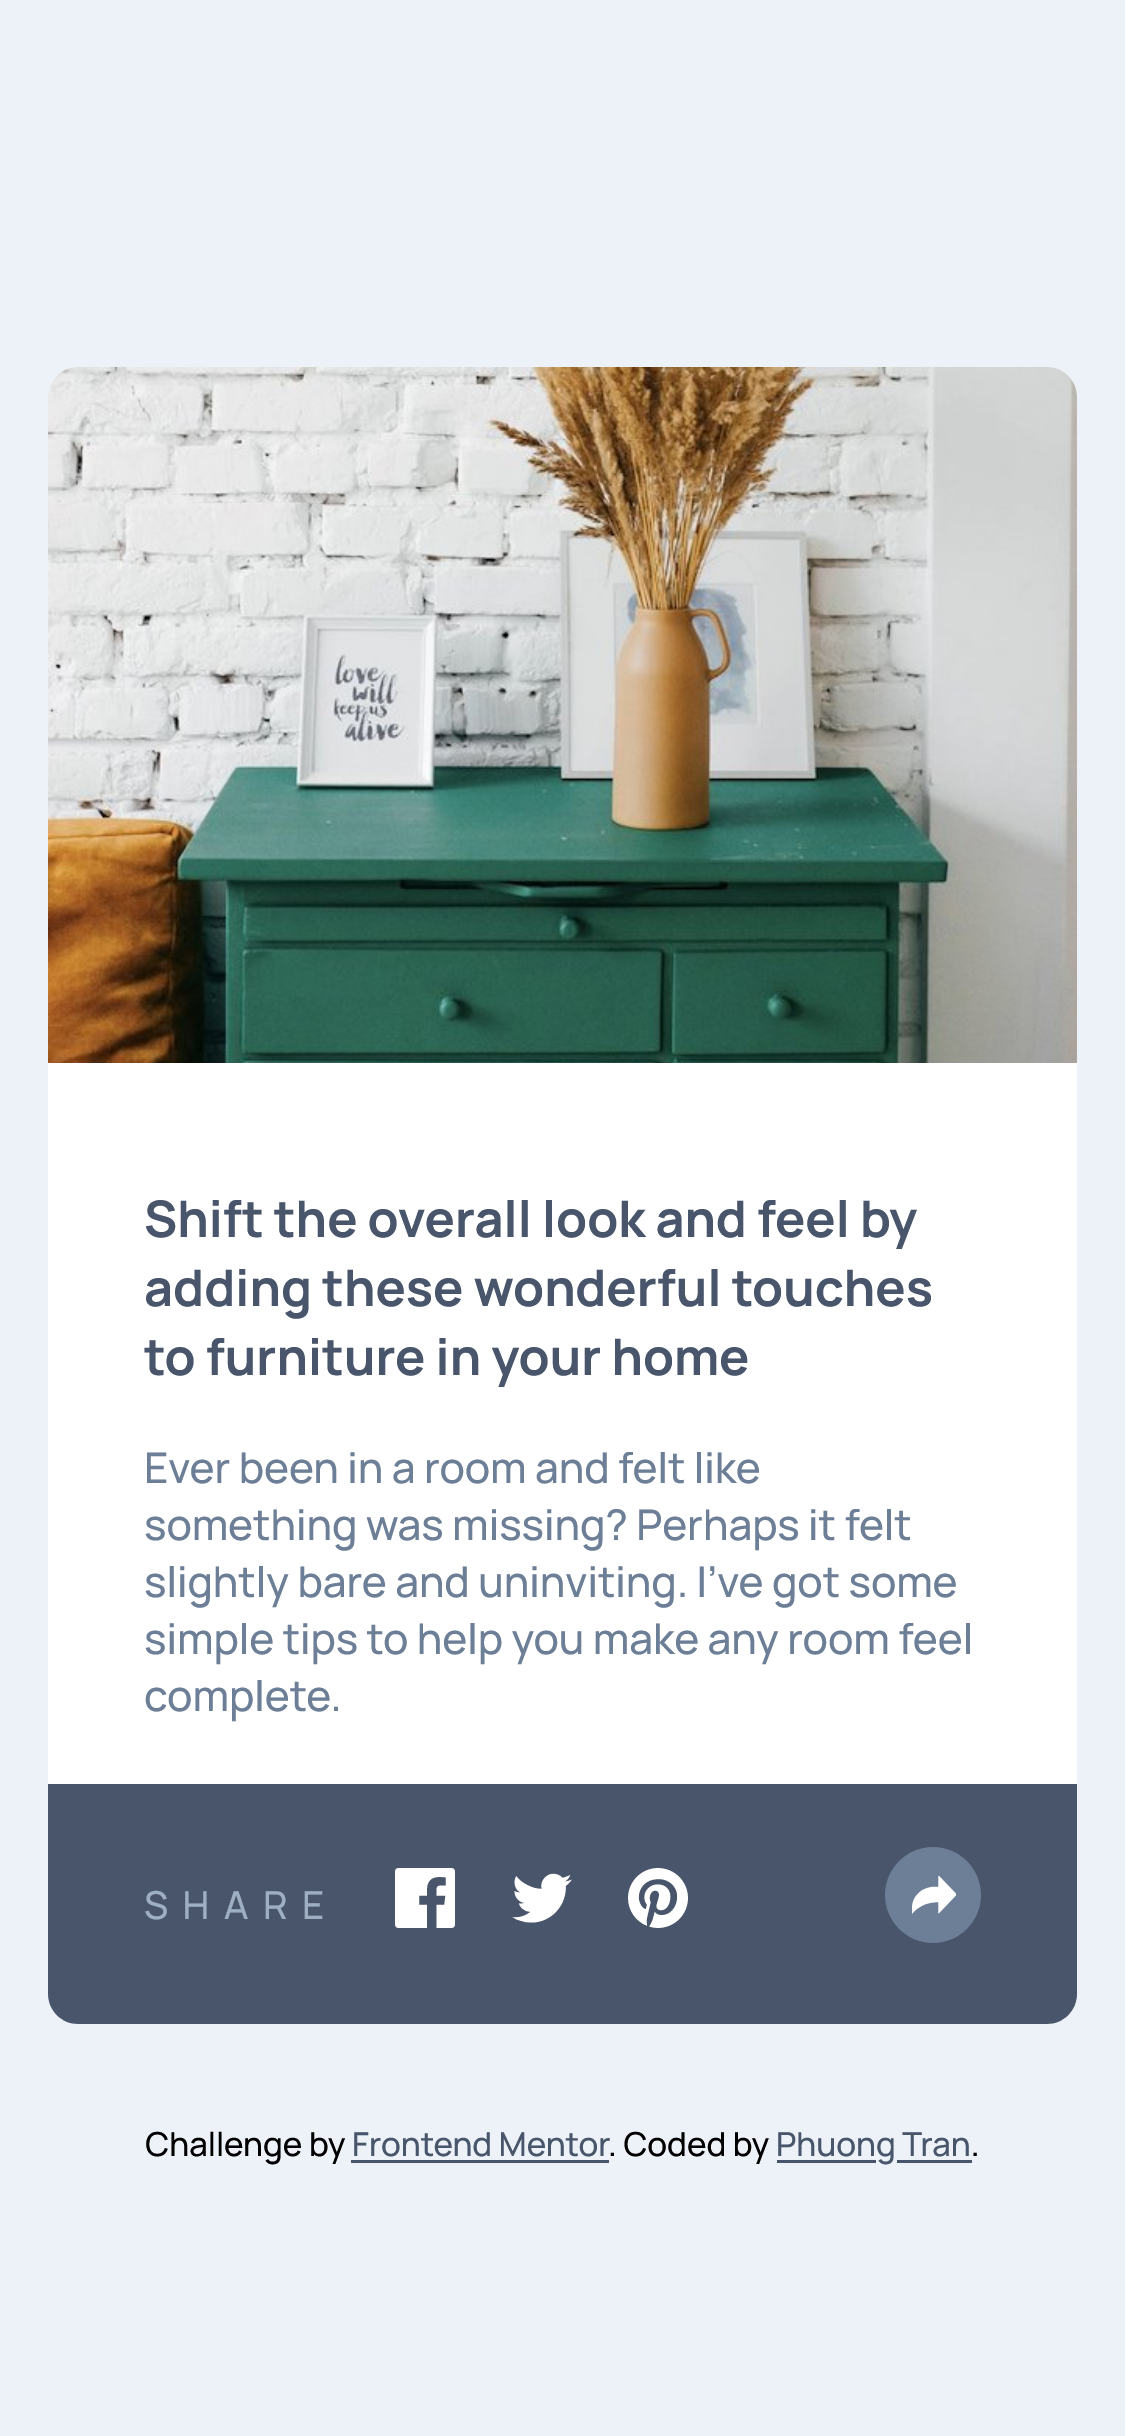 love
will
keep us
alive
Shift the overall look and feel by
adding these wonderful touches
to furniture in your home
Ever been in a room and felt like
something was missing? Perhaps it felt
slightly bare and uninviting. I’ve got some
simple tips to help you make any room feel
complete.
SHARE
Challenge by Frontend Mentor. Coded by Phuong Tran.